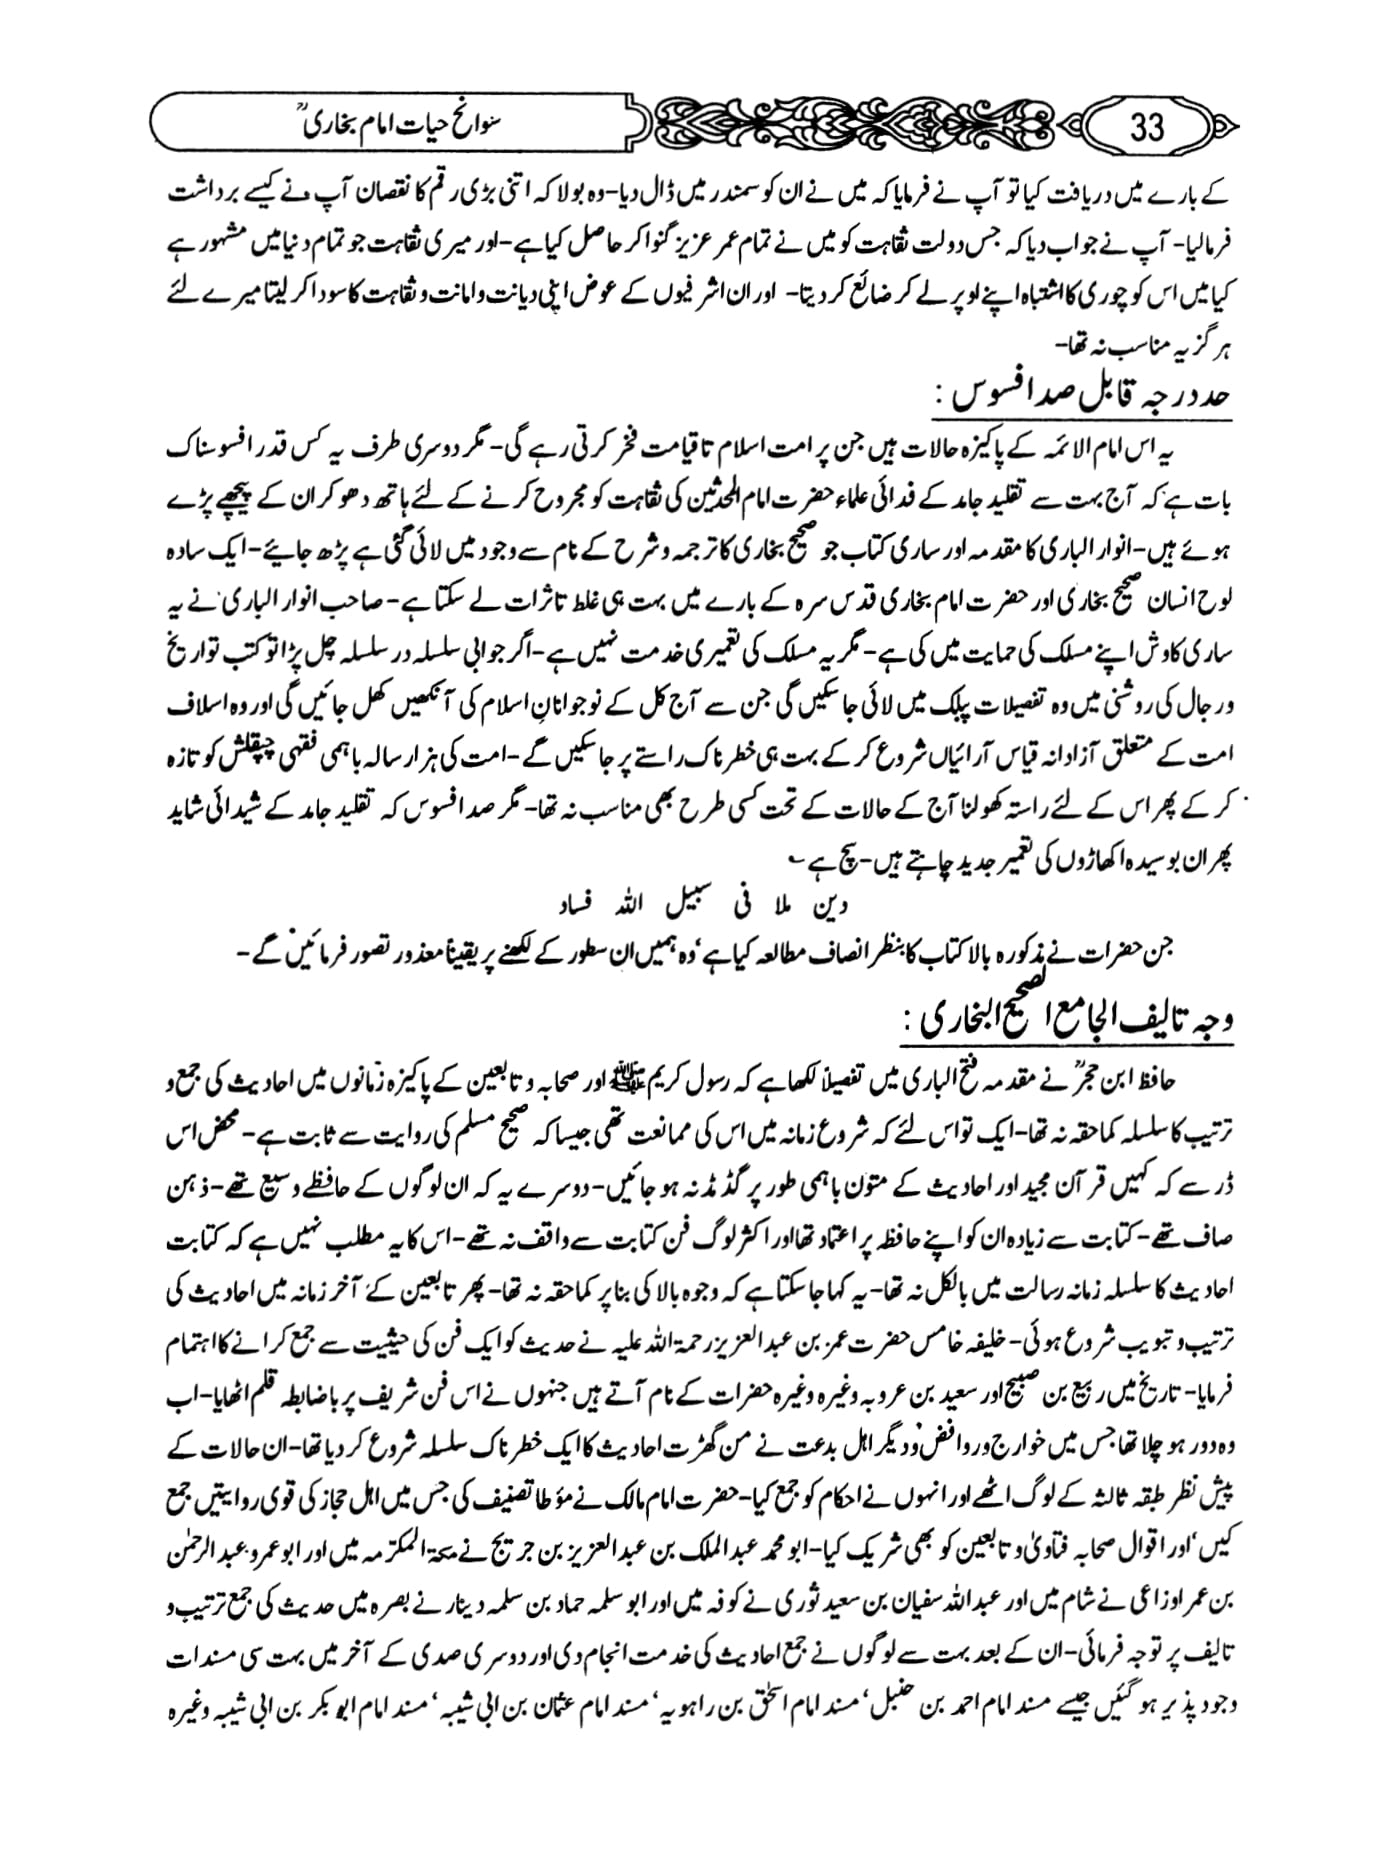 سوانح حیات امام بخاریؒ
33
کے بارے میں دریافت کیا تو آپ نے فرمایا کہ میں نے ان کو سمندر میں ڈال دیا- وہ بولا کہ اتنی بڑی رقم کا نقصان آپ نے کیسے برداشت
فرمالیا- آپ نے جواب دیا کہ جس دولت ثقاہت کو میں نے تمام عمر عزیز گنوا کر حاصل کیا ہے- اور میری ثقاہت جو تمام دنیا میں مشہور ہے
کیا میں اس کو چوری کا اشتباہ اپنے اوپر لے کر ضائع کر دیتا- اور ان اشرفیوں کے عوض اپنی دیانت و امانت و ثقاہت کا سودا کر لینا میرے لئے
ہرگز یہ مناسب نہ تھا-
حد درجہ قابل صد افسوس :
یہ اس امام الائمہ کے پاکیزہ حالات ہیں جن پر امت اسلام تا قیامت فخر کرتی رہے گی- مگر دوسری طرف یہ کس قدر افسوسناک
بات ہے کہ آج بہت سے تقلید جامد کے فدائی علماء حضرت امام المحدثین کی ثقاہت کو مجروح کرنے کے لئے ہاتھ دھو کر ان کے پیچھے پڑے
ہوئے ہیں- انوار الباری کا مقدمہ اور ساری کتاب جو صحیح بخاری کا ترجمہ و شرح کے نام سے وجود میں لائی گئی ہے پڑھ جائیے- ایک سادہ
لوح انسان صحیح بخاری اور حضرت امام بخاری قدس سرہ کے بارے میں بہت ہی غلط تاثرات لے سکتا ہے- صاحب انوار الباری نے یہ
ساری کاوش اپنے مسلک کی حمایت میں کی ہے- مگر یہ مسلک کی تعمیری خدمت نہیں ہے- اگر جوابی سلسلہ در سلسلہ چل پڑا تو کتب تواریخ
ورجال کی روشنی میں وہ تفصیلات پبلک میں لائی جاسکیں گی جن سے آج کل کے نوجوانان اسلام کی آنکھیں کھل جائیں گی اور وہ اسلاف
امت کے متعلق آزادانہ قیاس آرائیاں شروع کر کے بہت ہی خطرناک راستے پر جاسکیں گے- امت کی ہزار سالہ باہمی فقہی چپقلش کو تازہ
کر کے پھر اس کے لئے راستہ کھولنا آج کے حالات کے تحت کسی طرح بھی مناسب نہ تھا- مگر صد افسوس کہ تقلید جامد کے شیدائی شاید
پھر ان بوسیدہ اکھاڑوں کی تعمیر جدید چاہتے ہیں- سچ ہے ؎
دین ملا فی سبیل اللہ فساد
جن حضرات نے مذکورہ بالا کتاب کا بنظر انصاف مطالعہ کیا ہے‘ وہ ہمیں ان سطور کے لکھنے پر یقیناً معذور تصور فرمائیں گے-
وجہ تالیف الجامع الصحیح البخاری :
حافظ ابن حجرؒ نے مقدمہ فتح الباری میں تفصیلاً لکھا ہے کہ رسول کریم ﷺ اور صحابہ و تابعین کے پاکیزہ زمانوں میں احادیث کی جمع و
ترتیب کا سلسلہ کما حقہ نہ تھا- ایک تو اس لئے کہ شروع زمانہ میں اس کی ممانعت تھی جیسا کہ صحیح مسلم کی روایت سے ثابت ہے- محض اس
ڈر سے کہ کہیں قرآن مجید اور احادیث کے متون باہمی طور پر گڈمڈ نہ ہو جائیں- دوسرے یہ کہ ان لوگوں کے حافظے وسیع تھے- ذہن
صاف تھے- کتابت سے زیادہ ان کو اپنے حافظہ پر اعتماد تھا اور اکثر لوگ فن کتابت سے واقف نہ تھے- اس کا یہ مطلب نہیں ہے کہ کتابت
احادیث کا سلسلہ زمانہ رسالت میں بالکل نہ تھا- یہ کہا جاسکتا ہے کہ وجوہ بالا کی بنا پر کما حقہ نہ تھا- پھر تابعین کے آخر زمانہ میں احادیث کی
ترتیب و تبویب شروع ہوئی- خلیفہ خامس حضرت عمر بن عبد العزیز رحمۃ اللہ علیہ نے حدیث کو ایک فن کی حیثیت سے جمع کرانے کا اہتمام
فرمایا- تاریخ میں ربیع بن صبیح اور سعید بن عروبہ وغیرہ وغیرہ حضرات کے نام آتے ہیں جنہوں نے اس فن شریف پر باضابطہ قلم اٹھایا- اب
وہ دور ہو چلا تھا جس میں خوارج و روافض و دیگر اہل بدعت نے من گھڑت احادیث کا ایک خطرناک سلسلہ شروع کر دیا تھا- ان حالات کے
پیش نظر طبقہ ثالثہ کے لوگ اٹھے اور انہوں نے احکام کو جمع کیا- حضرت امام مالک نے مؤطا تصنیف کی جس میں اہل حجاز کی قوی روایتیں جمع
کیں‘ اور اقوال صحابہ فتاویٰ و تابعین کو بھی شریک کیا- ابو محمد عبد الملک بن عبد العزیز بن جریج نے مکۃ المکرمہ میں اور ابو عمرو عبد الرحمٰن
بن عمر اوزاعی نے شام میں اور عبداللہ سفیان بن سعید ثوری نے کوفہ میں اور ابو سلمہ حماد بن سلمہ دینار نے بصرہ میں حدیث کی جمع ترتیب و
تالیف پر توجہ فرمائی- ان کے بعد بہت سے لوگوں نے جمع احادیث کی خدمت انجام دی اور دوسری صدی کے آخر میں بہت سی مسندات
وجود پذیر ہو گئیں جیسے مسند امام احمد بن حنبل‘ مسند امام اسحٰق بن راہویہ‘ مسند امام عثمان بن ابی شیبہ‘ مسند امام ابو بکر بن ابی شیبہ وغیرہ